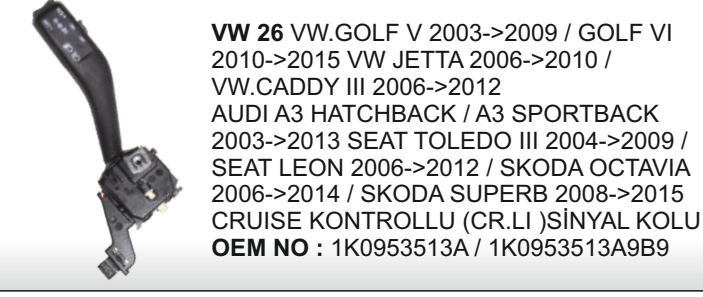 VW 26 VW.GOLF V 2003->2009 / GOLF VI
2010->2015 VW JETTA 2006->2010 /
VW.CADDY III 2006->2012
AUDI A3 HATCHBACK / A3 SPORTBACK
2003->2013 SEAT TOLEDO III 2004->2009 /
SEAT LEON 2006->2012 / SKODA OCTAVIA
2006->2014 / SKODA SUPERB 2008->2015
CRUISE KONTROLLU (CR.LI )SİNYAL KOLU
OEM NO : 1K0953513A / 1K0953513A9B9